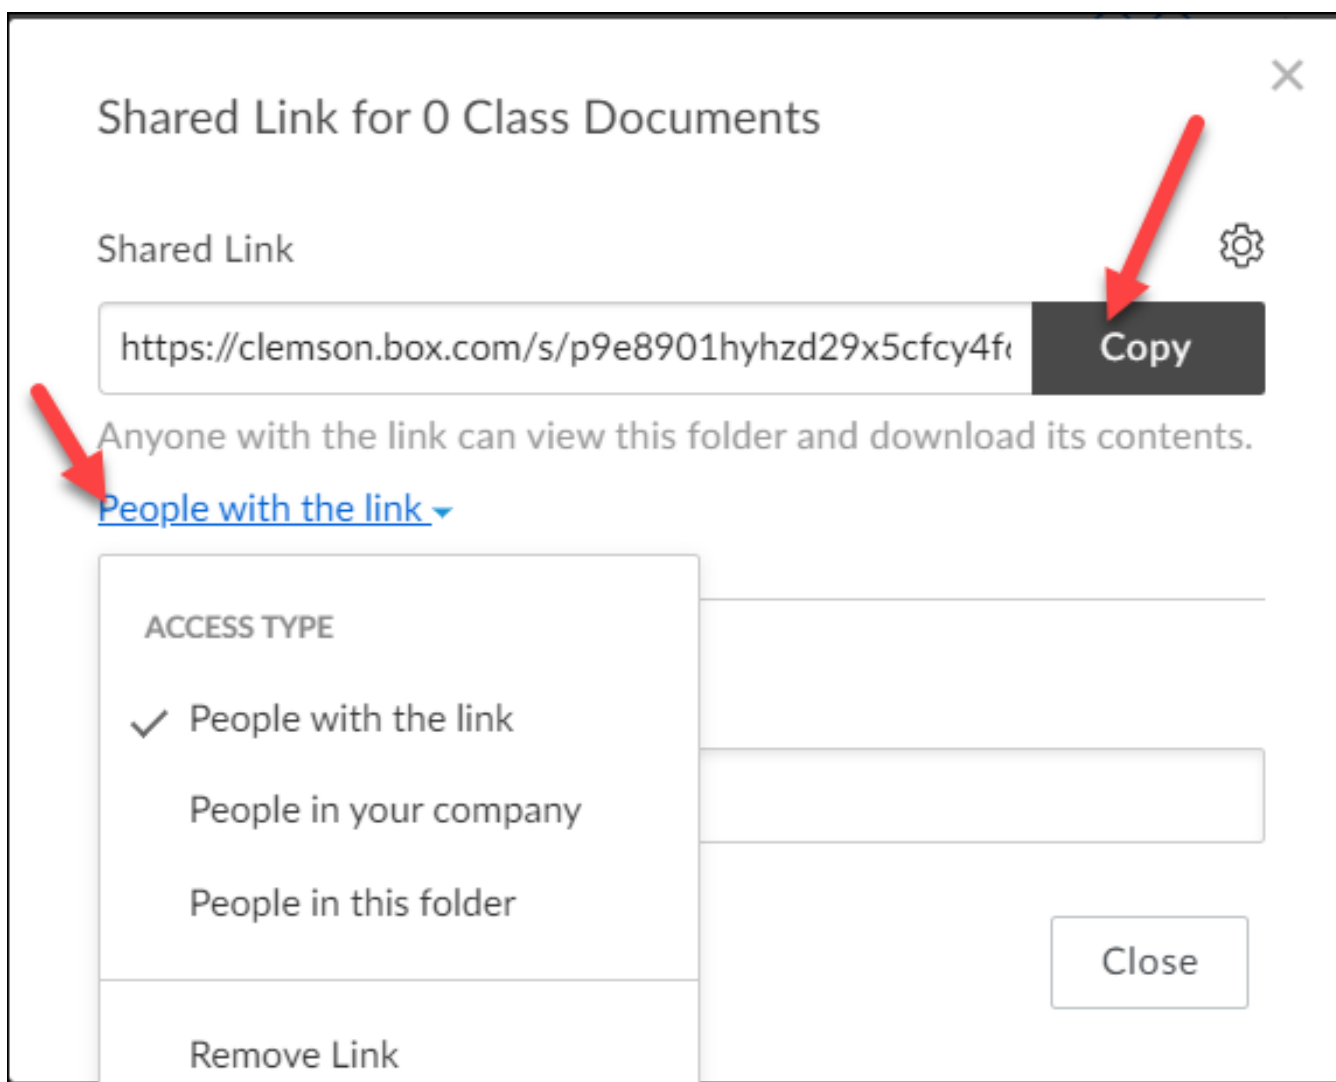 Shared Link for 0 Class Documents
Shared Link
https://clemson.box.com/s/p9e8901hyhzd29x5cfcy4f
Copy
Anyone with the link can view this folder and download its contents.
People with the link
ACCESS TYPE
People with the link
People in your company
People in this folder
Close
Remove Link